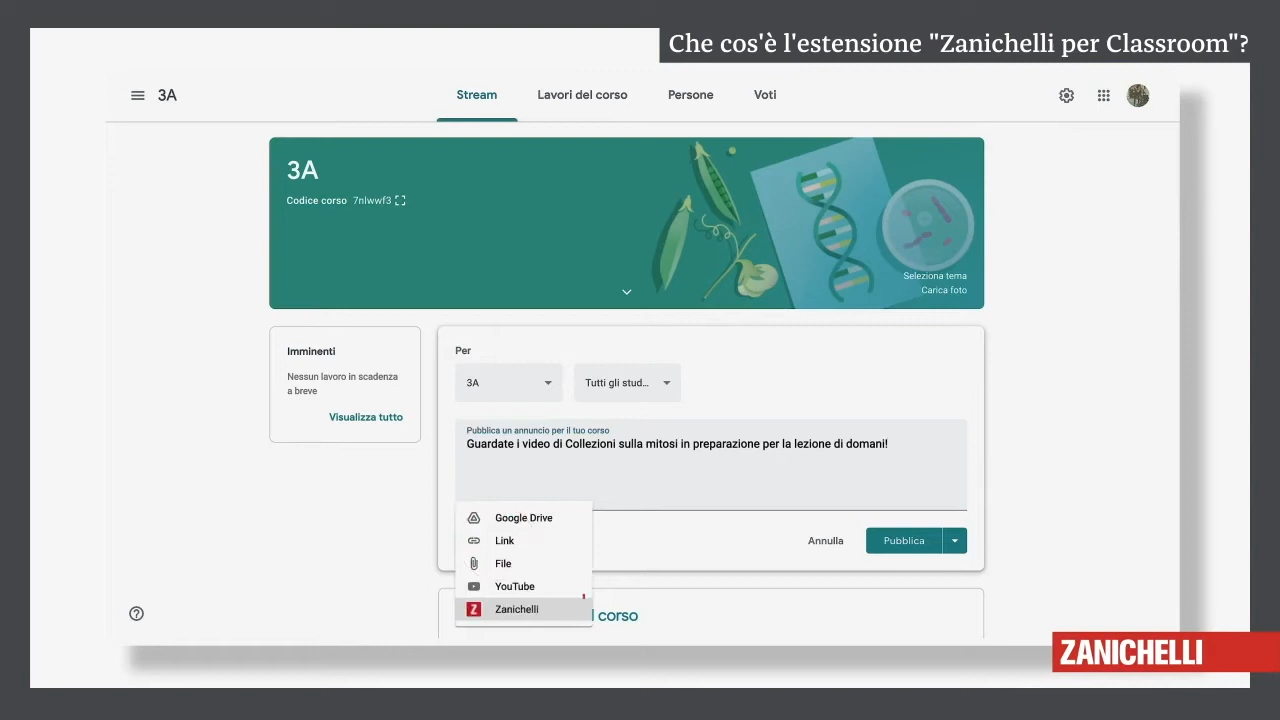 Che cos'è l'estensione "Zanichelli per Classroom"?
3A
Stream
Lavori del corso
Persone
Voti
3A
Codice corso 7nlwwf3
Seleziona tema
Carica foto
Imminenti
Nessun lavoro in scadenza
a breve
Visualizza tutto
Per
3A
Tutti gli stud...
Pubblica un annuncio per il tuo corso
Guardate i video di Collezioni sulla mitosi in preparazione per la lezione di domani!
Google Drive
Link
File
YouTube
Zanichelli
Annulla
Pubblica
corso
ZANICHELLI